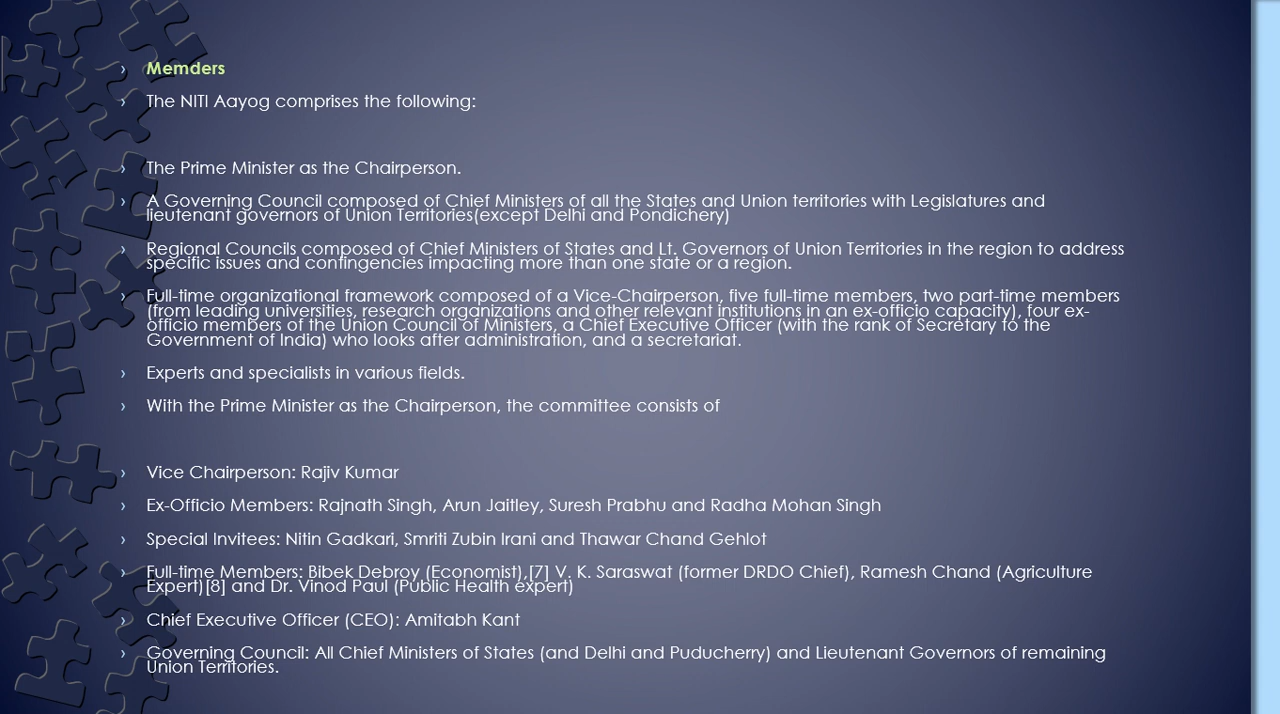 › Memders
› The NITI Aayog comprises the following:
› The Prime Minister as the Chairperson.
› A Governing Council composed of Chief Ministers of all the States and Union territories with Legislatures and
lieutenant governors of Union Territories(except Delhi and Pondichery)
› Regional Councils composed of Chief Ministers of States and Lt. Governors of Union Territories in the region to address
specific issues and contingencies impacting more than one state or a region.
› Full-time organizational framework composed of a Vice-Chairperson, five full-time members, two part-time members
(from leading universities, research organizations and other relevant institutions in an ex-officio capacity), four ex-
officio members of the Union Council of Ministers, a Chief Executive Officer (with the rank of Secretary to the
Government of India) who looks after administration, and a secretariat.
› Experts and specialists in various fields.
› With the Prime Minister as the Chairperson, the committee consists of
› Vice Chairperson: Rajiv Kumar
› Ex-Officio Members: Rajnath Singh, Arun Jaitley, Suresh Prabhu and Radha Mohan Singh
› Special Invitees: Nitin Gadkari, Smriti Zubin Irani and Thawar Chand Gehlot
› Full-time Members: Bibek Debroy (Economist),[7] V. K. Saraswat (former DRDO Chief), Ramesh Chand (Agriculture
Expert)[8] and Dr. Vinod Paul (Public Health expert)
› Chief Executive Officer (CEO): Amitabh Kant
› Governing Council: All Chief Ministers of States (and Delhi and Puducherry) and Lieutenant Governors of remaining
Union Territories.